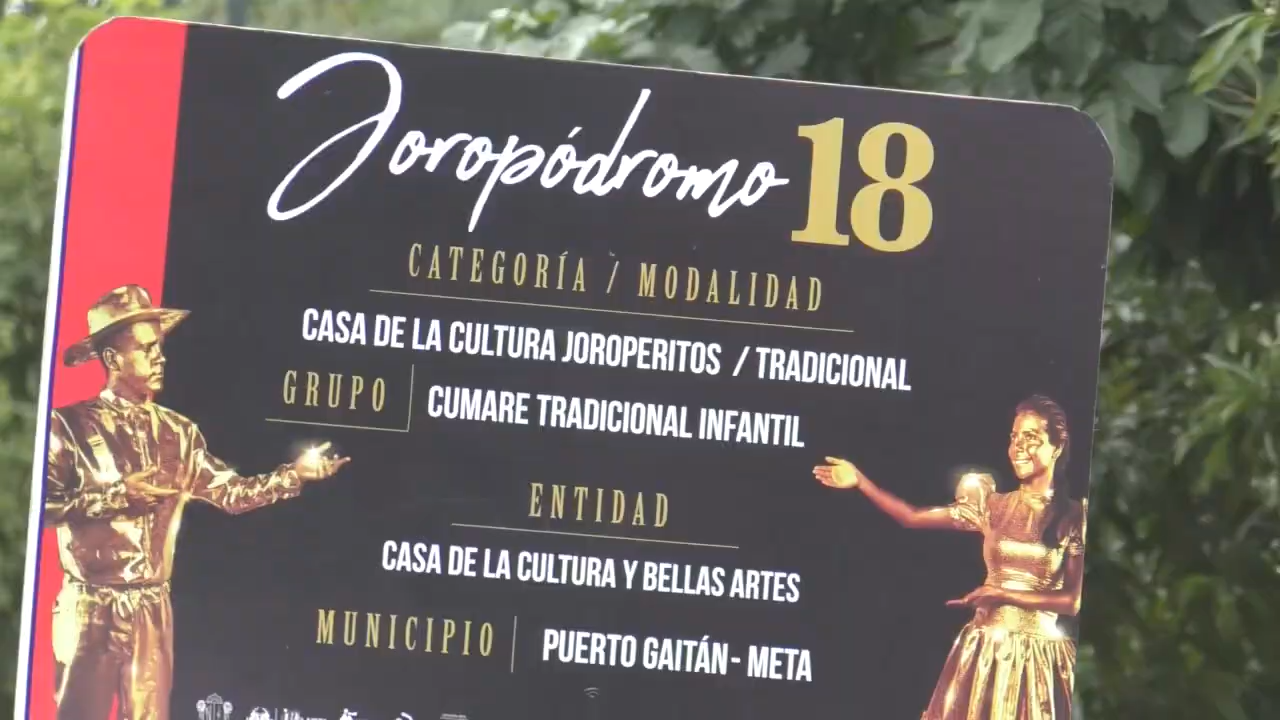 Joropódromo 18
CATEGORÍA / MODALIDAD
CASA DE LA CULTURA JOROPERITOS / TRADICIONAL
GRUPO | CUMARE TRADICIONAL INFANTIL
ENTIDAD
CASA DE LA CULTURA Y BELLAS ARTES
MUNICIPIO | PUERTO GAITÁN - META